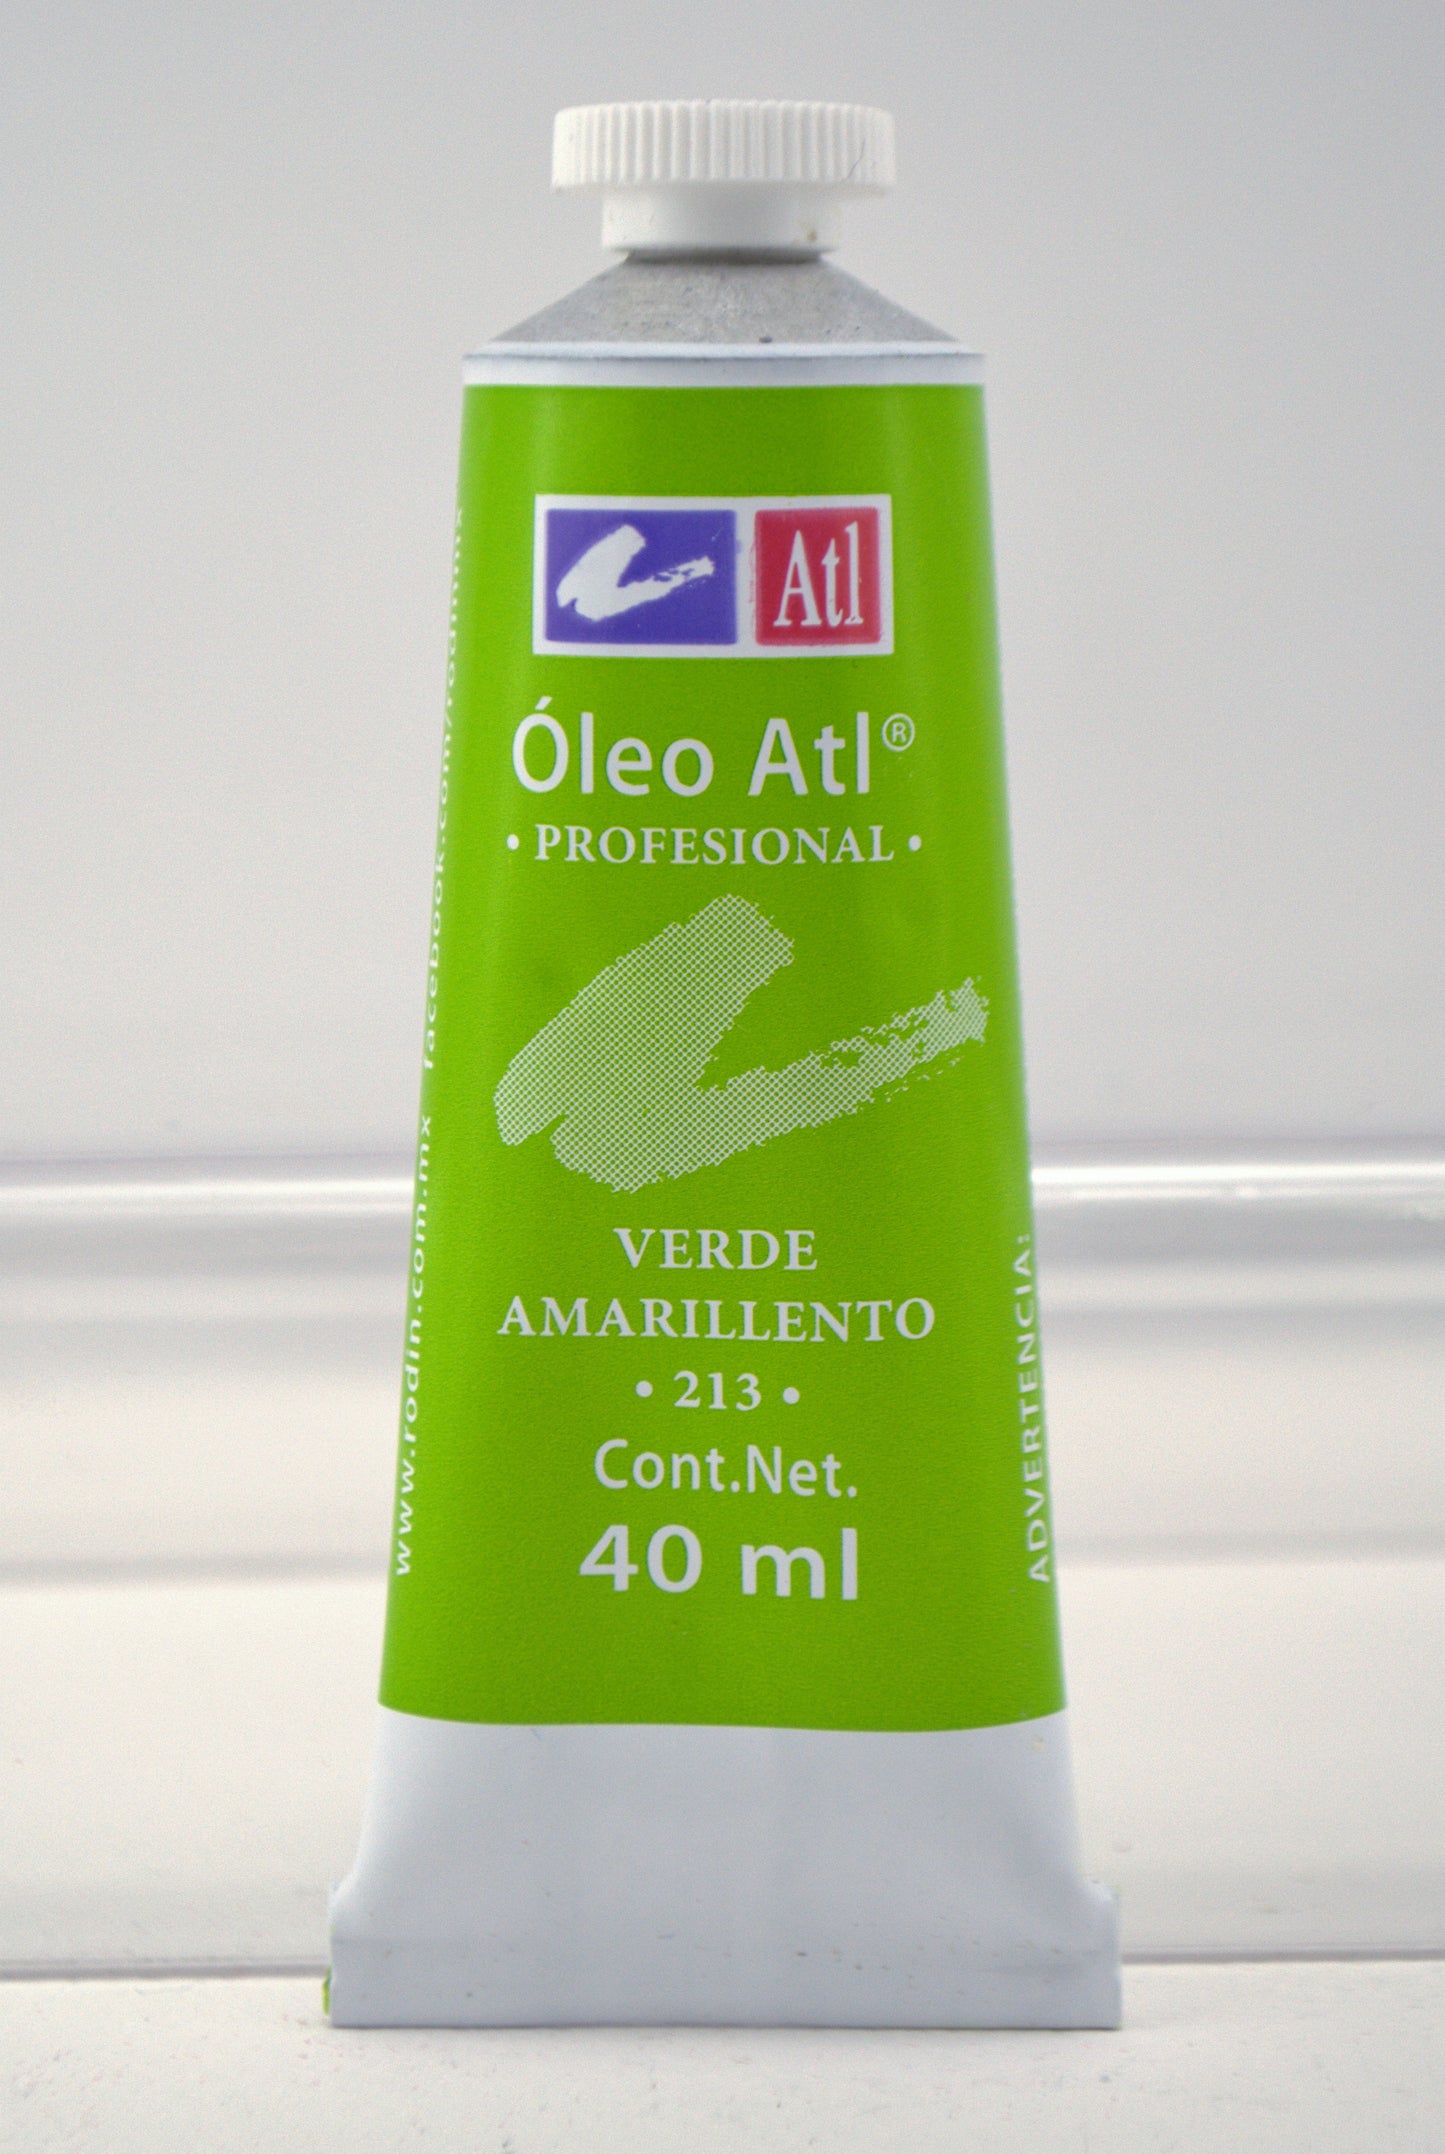 Atl
Óleo Atl®
• PROFESIONAL •
VERDE
AMARILLENTO
• 213 •
Cont.Net.
40 ml
www.rodin.com.mx facebook.com/rodinmx
ADVERTENCIA: